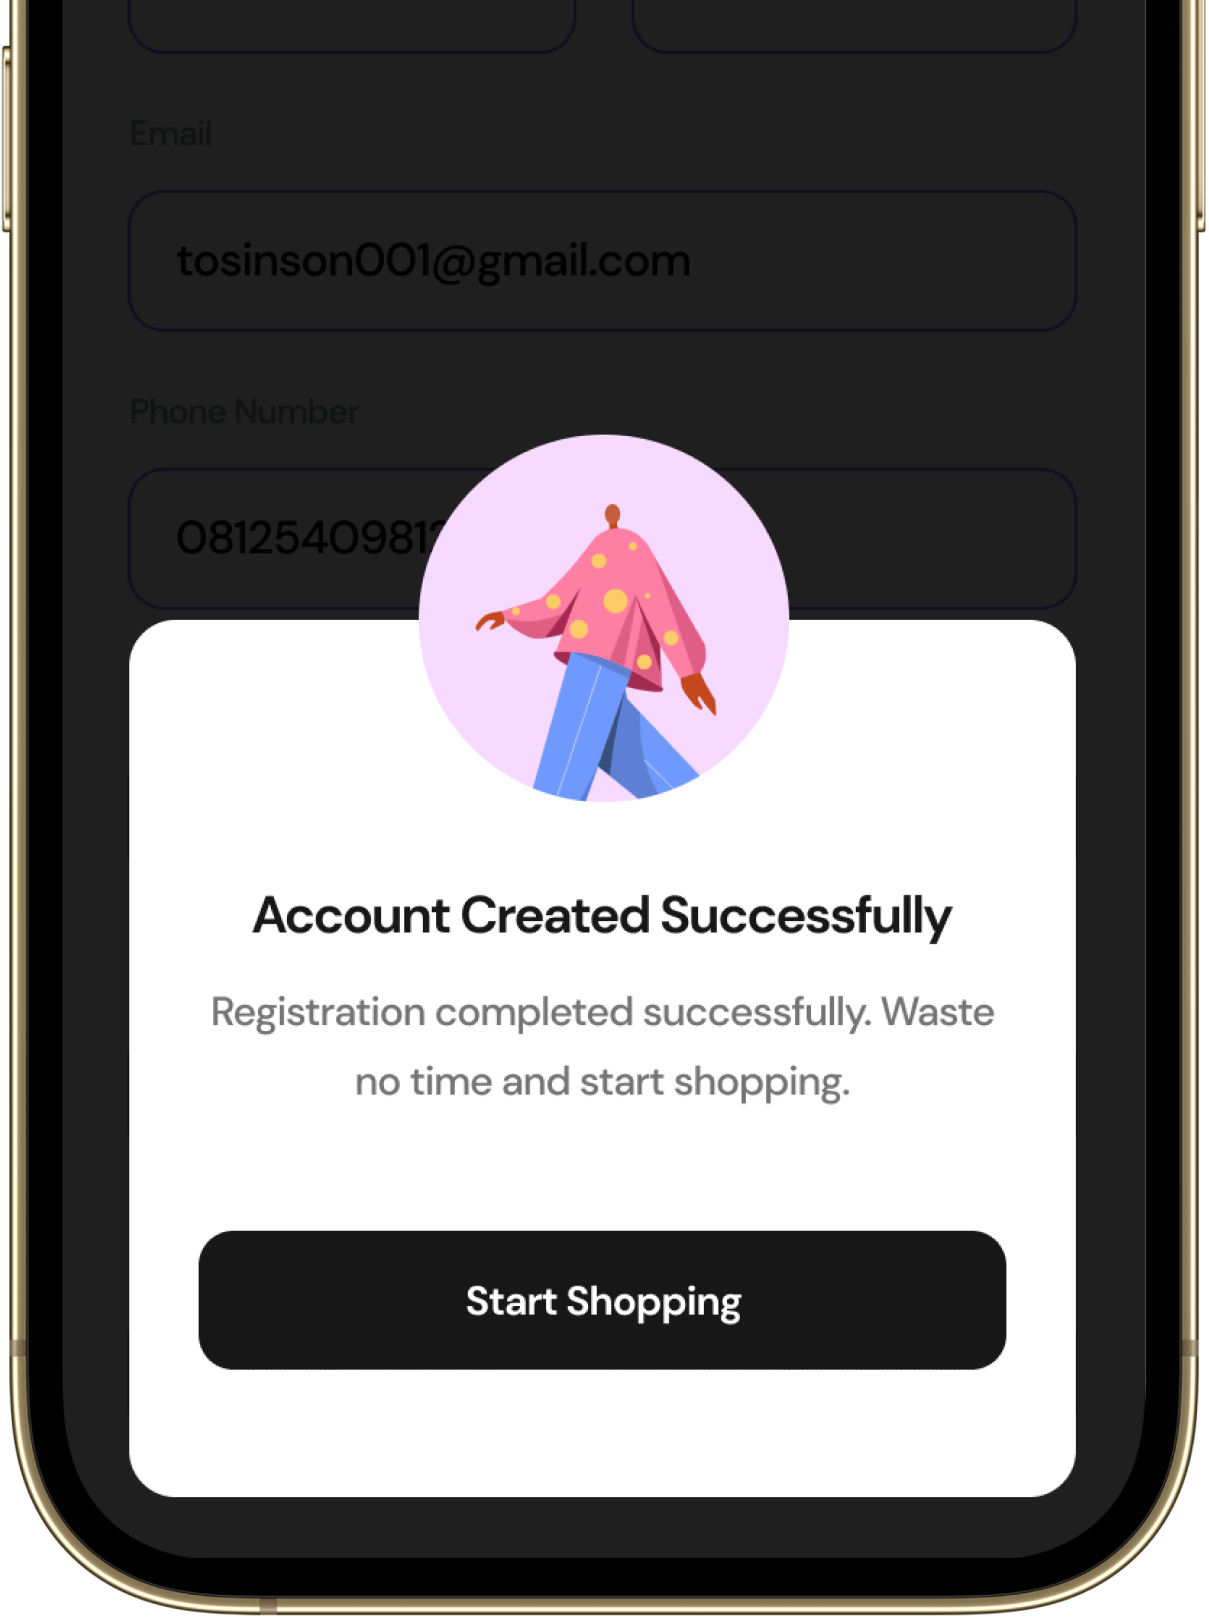 Email
tosinson001@gmail.com
Phone Number
0812540981
Account Created Successfully
Registration completed successfully. Waste
no time and start shopping.
Start Shopping